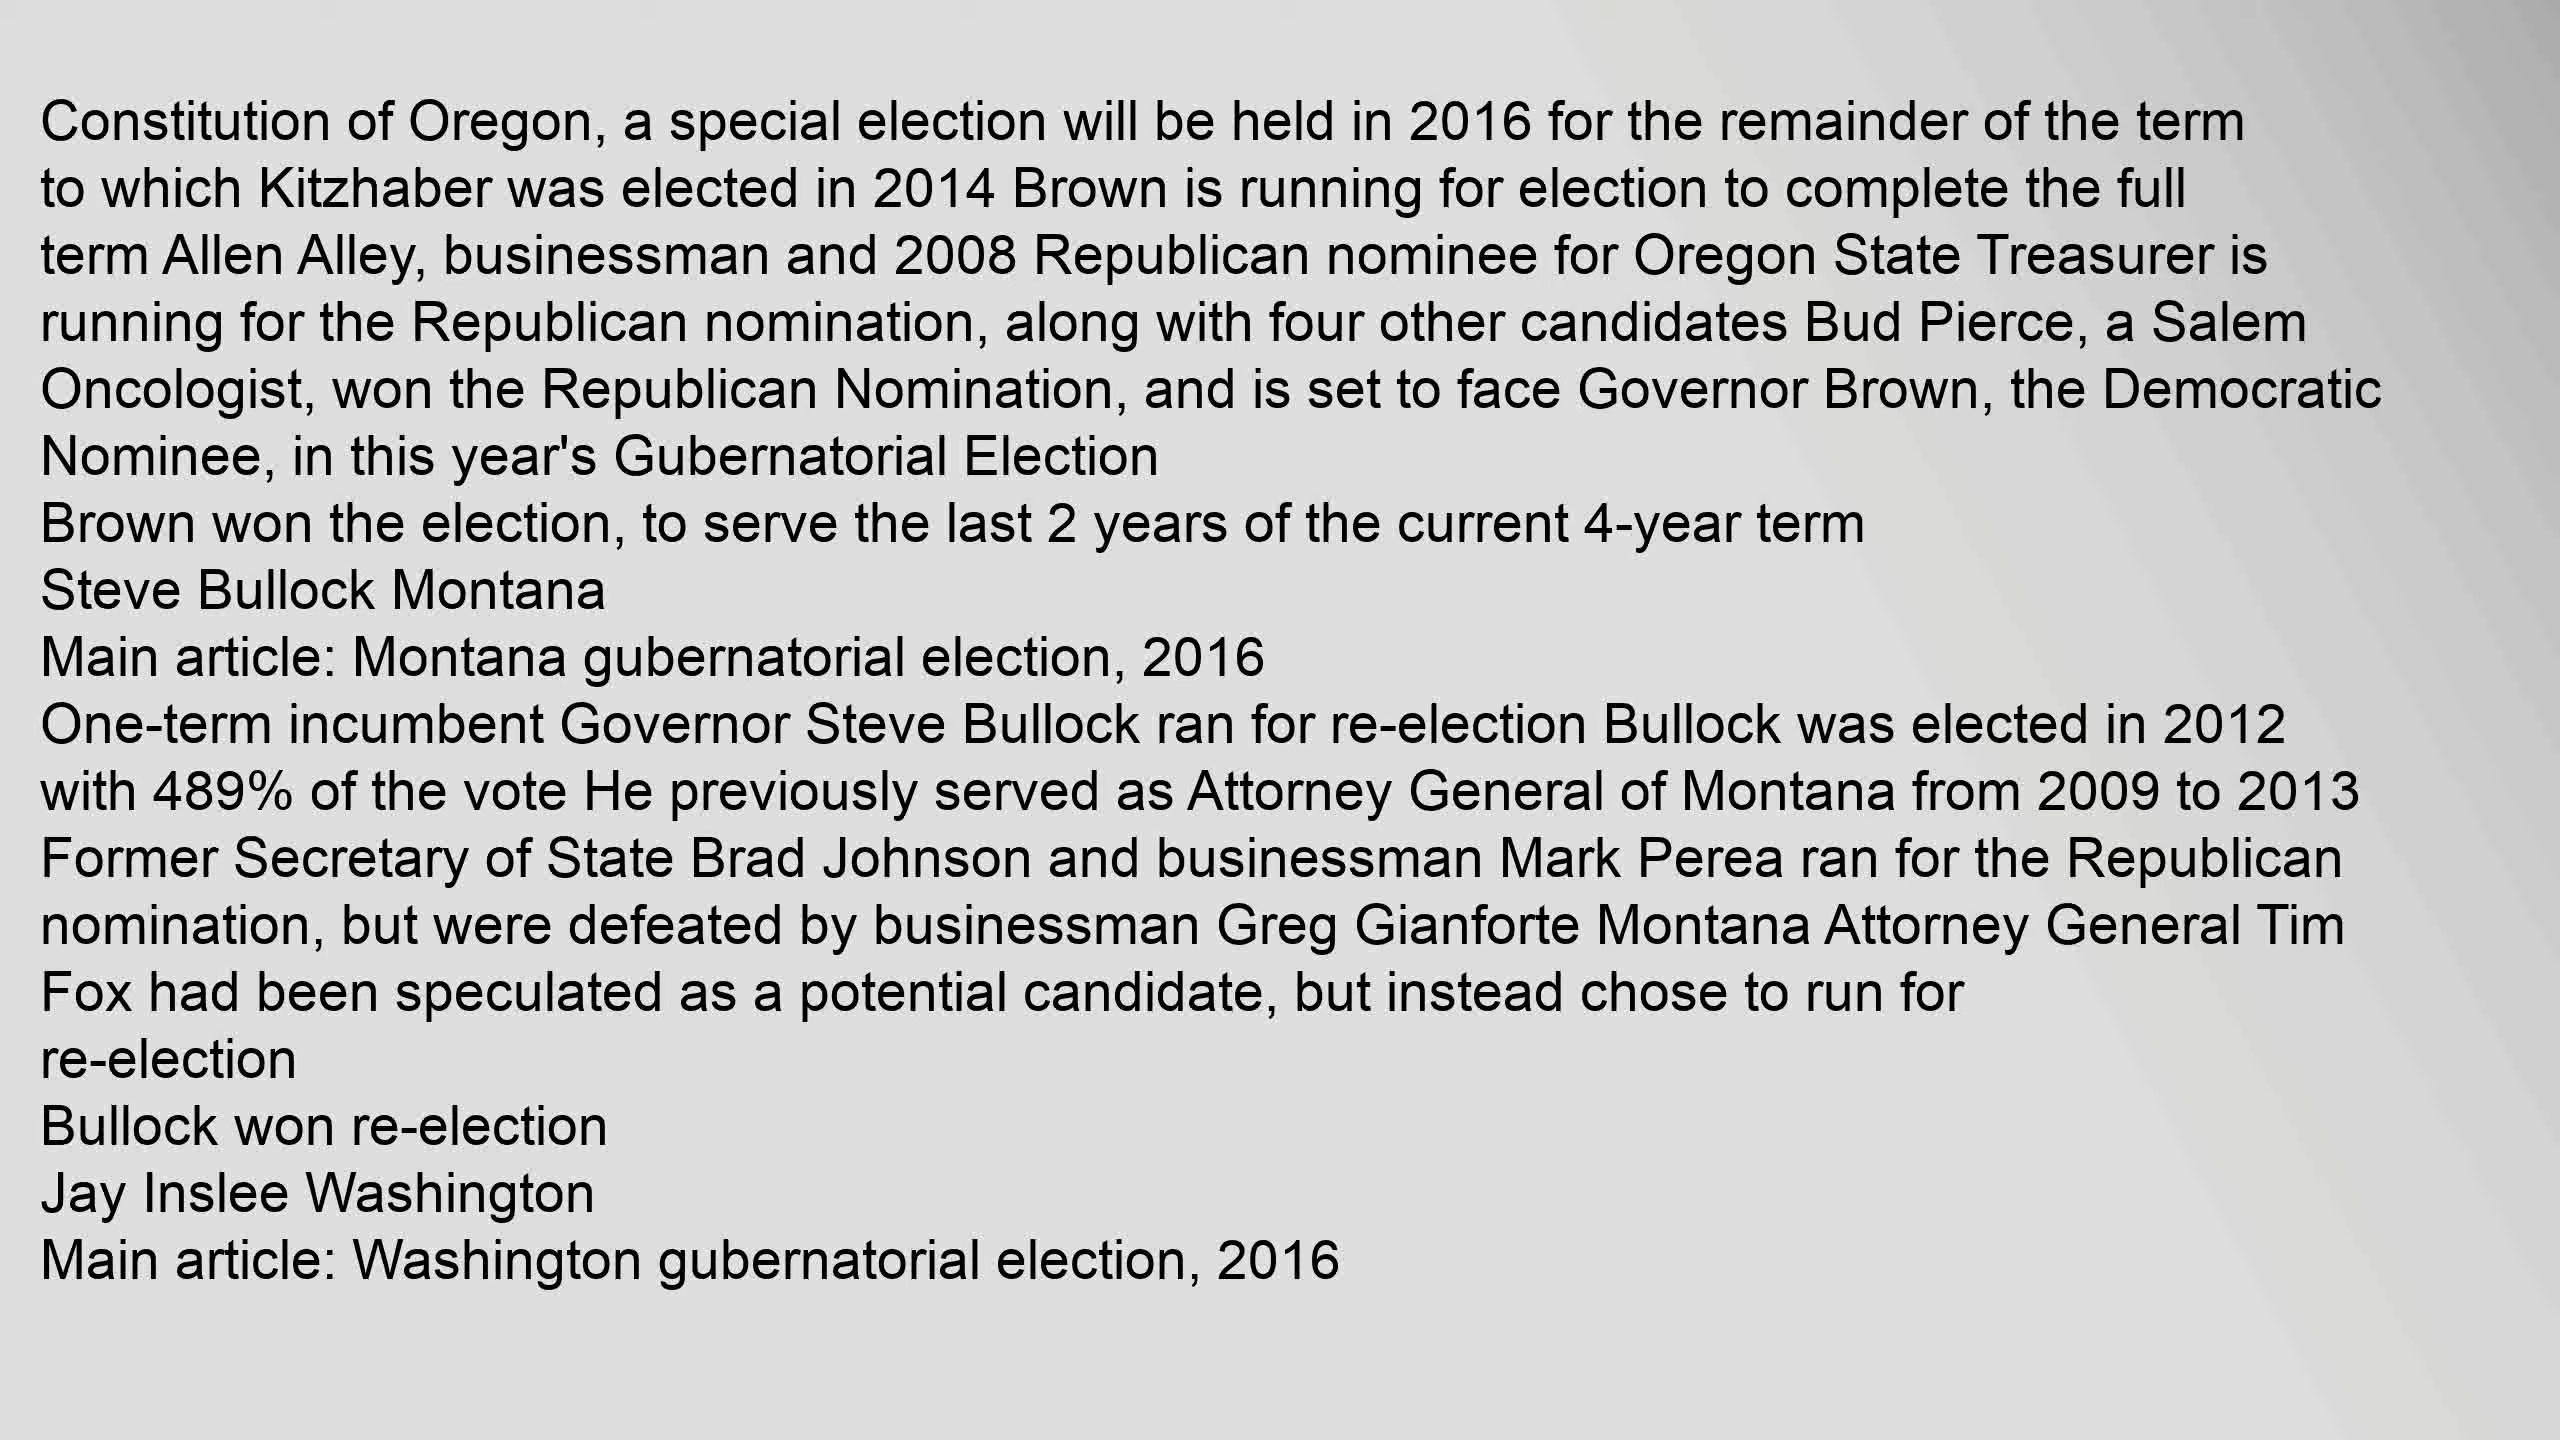 Constitution of Oregon, a special election will be held in 2016 for the remainder of the term
to which Kitzhaber was elected in 2014 Brown is running for election to complete the full
term Allen Alley, businessman and 2008 Republican nominee for Oregon State Treasurer is
running for the Republican nomination, along with four other candidates Bud Pierce, a Salem
Oncologist, won the Republican Nomination, and is set to face Governor Brown, the Democratic
Nominee, in this year's Gubernatorial Election
Brown won the election, to serve the last 2 years of the current 4-year term
Steve Bullock Montana
Main article: Montana gubernatorial election, 2016
One-term incumbent Governor Steve Bullock ran for re-election Bullock was elected in 2012
with 489% of the vote He previously served as Attorney General of Montana from 2009 to 2013
Former Secretary of State Brad Johnson and businessman Mark Perea ran for the Republican
nomination, but were defeated by businessman Greg Gianforte Montana Attorney General Tim
Fox had been speculated as a potential candidate, but instead chose to run for
re-election
Bullock won re-election
Jay Inslee Washington
Main article: Washington gubernatorial election, 2016